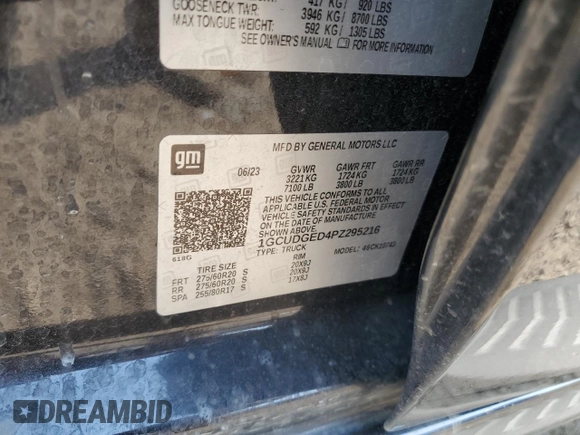 417 KG / 920 LBS
GOOSENECK TWR: 3946 KG / 8700 LBS
MAX TONGUE WEIGHT: 592 KG / 1305 LBS
SEE OWNER'S MANUAL FOR MORE INFORMATION
gm
MFD BY GENERAL MOTORS LLC
06/23 GVWR GAWR FRT GAWR RR
3221 KG 1724 KG 1724 KG
7100 LB 3800 LB 3800 LB
THIS VEHICLE CONFORMS TO ALL
APPLICABLE U.S. FEDERAL MOTOR
VEHICLE SAFETY STANDARDS IN
EFFECT ON THE DATE OF
MANUFACTURE SHOWN ABOVE.
1GCUDGED4PZ295216
TYPE: TRUCK MODEL:
618G
TIRE SIZE RIM
FRT 275/60R20 S 20X9J
RR 275/60R20 S 20X9J
SPA 255/80R17 S 17X8J
DREAMBID